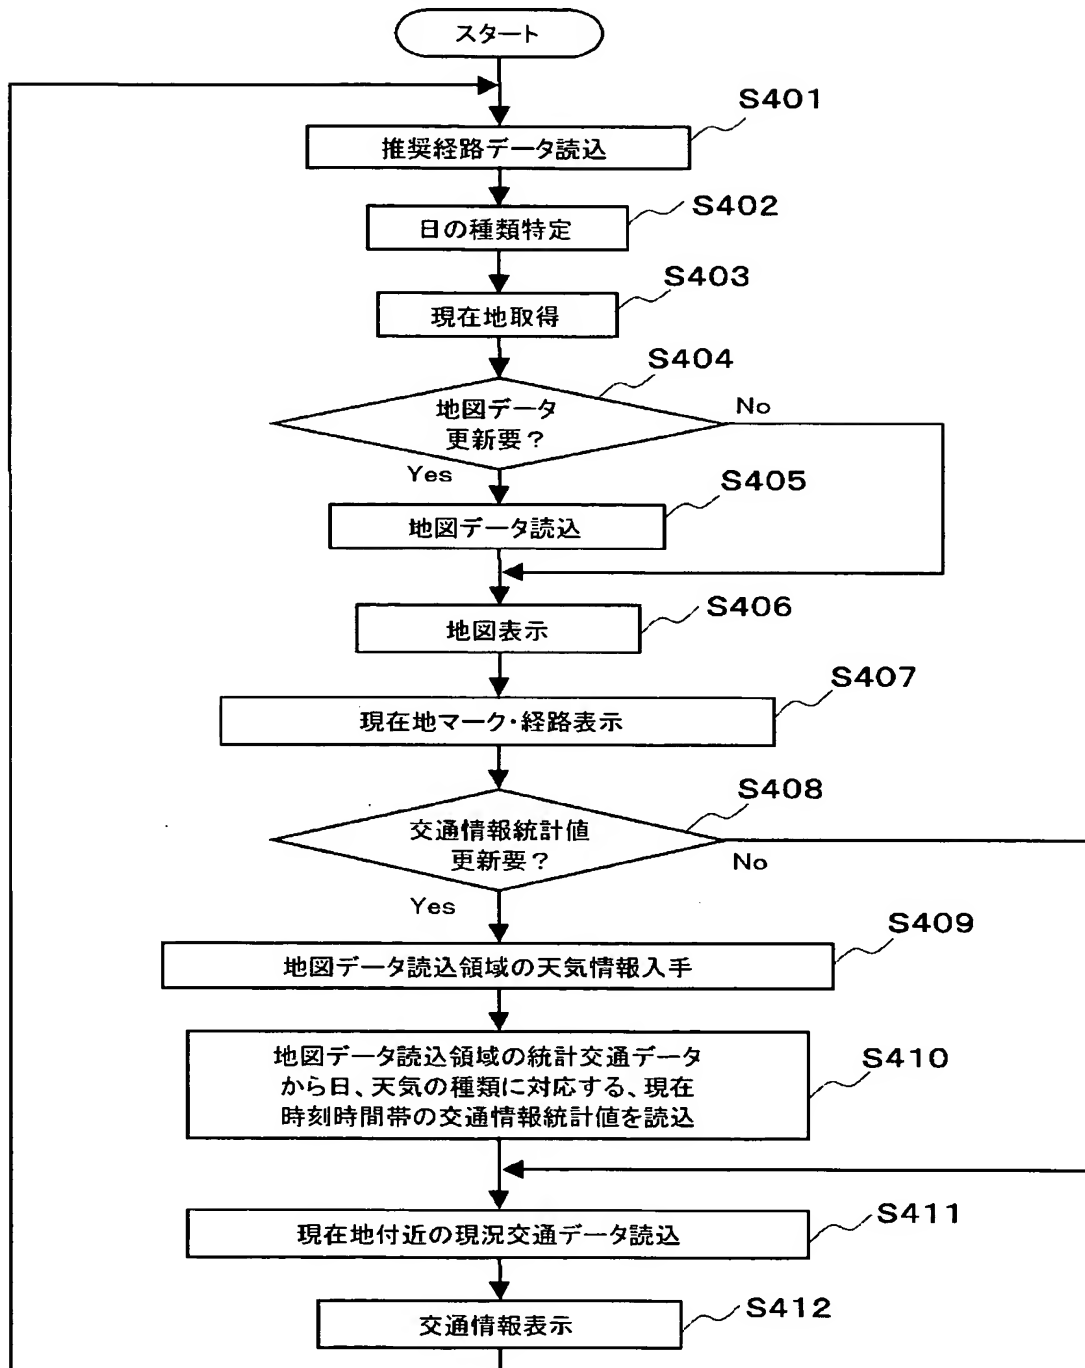 スタート
S401
推奨経路データ読込
S402
日の種類特定
S403
現在地取得
S404
地図データ
更新要?
No
Yes
S405
地図データ読込
S406
地図表示
S407
現在地マーク・経路表示
S408
交通情報統計値
更新要?
No
Yes
S409
地図データ読込領域の天気情報入手
S410
地図データ読込領域の統計交通データ
から日、天気の種類に対応する、現在
時刻時間帯の交通情報統計値を読込
S411
現在地付近の現況交通データ読込
S412
交通情報表示